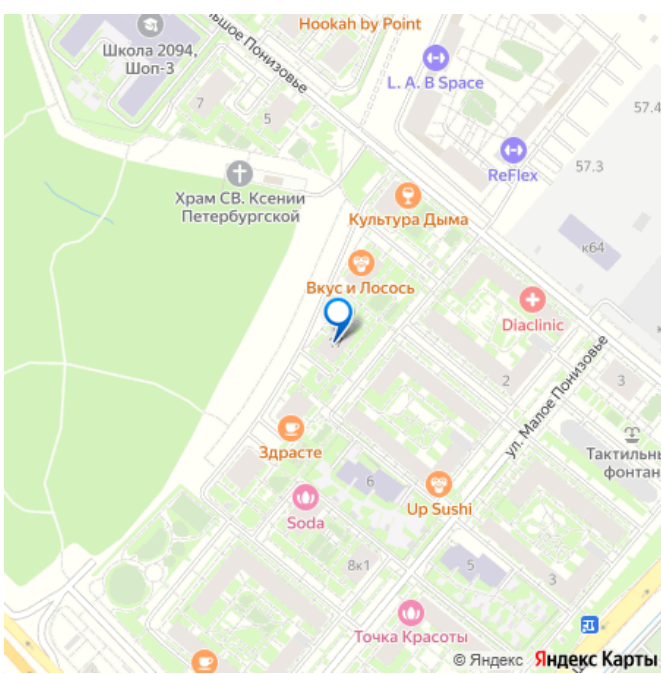 Hookah by Point
Школа 2094,
Шоп-3
льшое Понизовье
L. A. B Space
7
5
57.4
ReFlex
57.3
Храм СВ. Ксении
Петербургской
Культура Дыма
к64
Вкус и Лосось
Diaclinic
2
3
ул. Малое Понизовье
Здрасте
Тактильны
фонтан
6
Up Sushi
Soda
8к1
5
3
Точка Красоты
© Яндекс Яндекс Карты